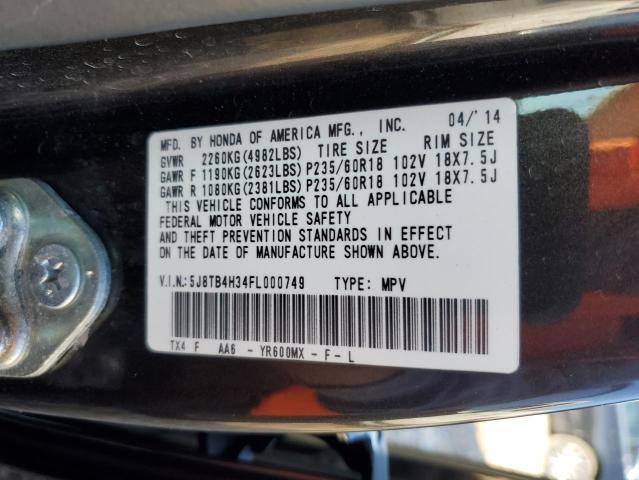 MFD. BY HONDA OF AMERICA MFG., INC. 04/'14
GVWR 2260KG(4982LBS) TIRE SIZE RIM SIZE
GAWR F 1190KG(2623LBS)P235/60R18 102V 18X7.5J
GAWR R 1080KG(2381LBS)P235/60R18 102V 18X7.5J
THIS VEHICLE CONFORMS TO ALL APPLICABLE
FEDERAL MOTOR VEHICLE SAFETY
AND THEFT PREVENTION STANDARDS IN EFFECT
ON THE DATE OF MANUFACTURE SHOWN ABOVE.
V.I.N.:5J8TB4H34FL000749 TYPE: MPV
TX4 F AA6 - YR600MX - F - L